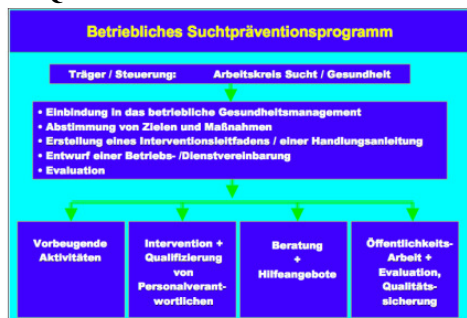 Betriebliches Suchtpräventionsprogramm
Träger / Steuerung: Arbeitskreis Sucht / Gesundheit
• Einbindung in das betriebliche Gesundheitsmanagement
• Abstimmung von Zielen und Maßnahmen
• Erstellung eines Interventionsleitfadens / einer Handlungsanleitung
• Entwurf einer Betriebs- /Dienstvereinbarung
• Evaluation
Vorbeugende
Aktivitäten
Intervention +
Qualifizierung
von
Personalverant-
wortlichen
Beratung
+
Hilfeangebote
Öffentlichkeits-
Arbeit +
Evaluation,
Qualitäts-
sicherung